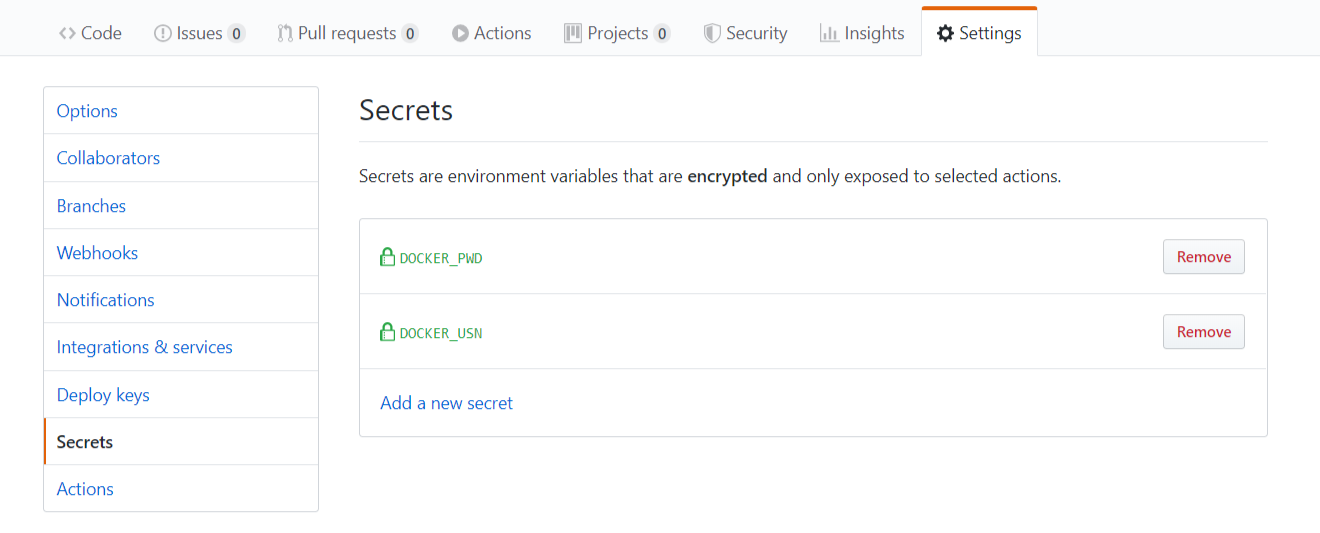 Code Issues 0 Pull requests 0 Actions Projects 0 Security Insights Settings
Options
Collaborators
Branches
Webhooks
Notifications
Integrations & services
Deploy keys
Secrets
Actions
Secrets
Secrets are environment variables that are encrypted and only exposed to selected actions.
DOCKER_PWD Remove
DOCKER_USN Remove
Add a new secret